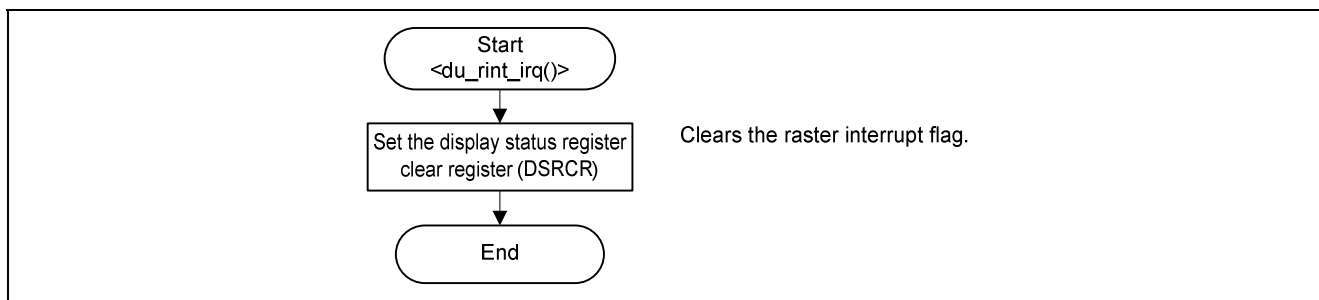 Start
<du_rint_irq()>
Set the display status register
clear register (DSRCR)
Clears the raster interrupt flag.
End